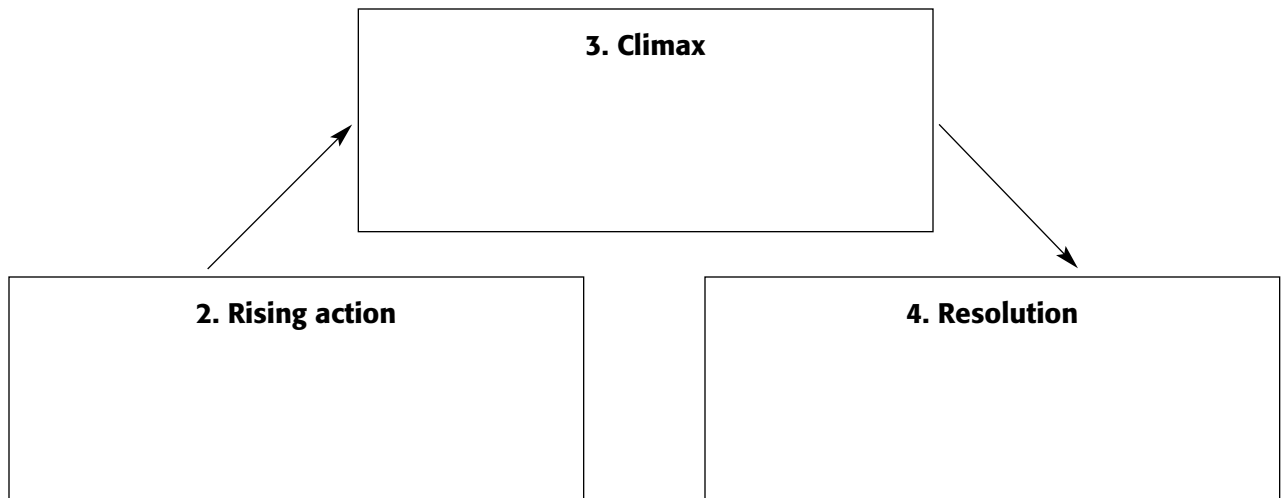 3. Climax
2. Rising action
4. Resolution